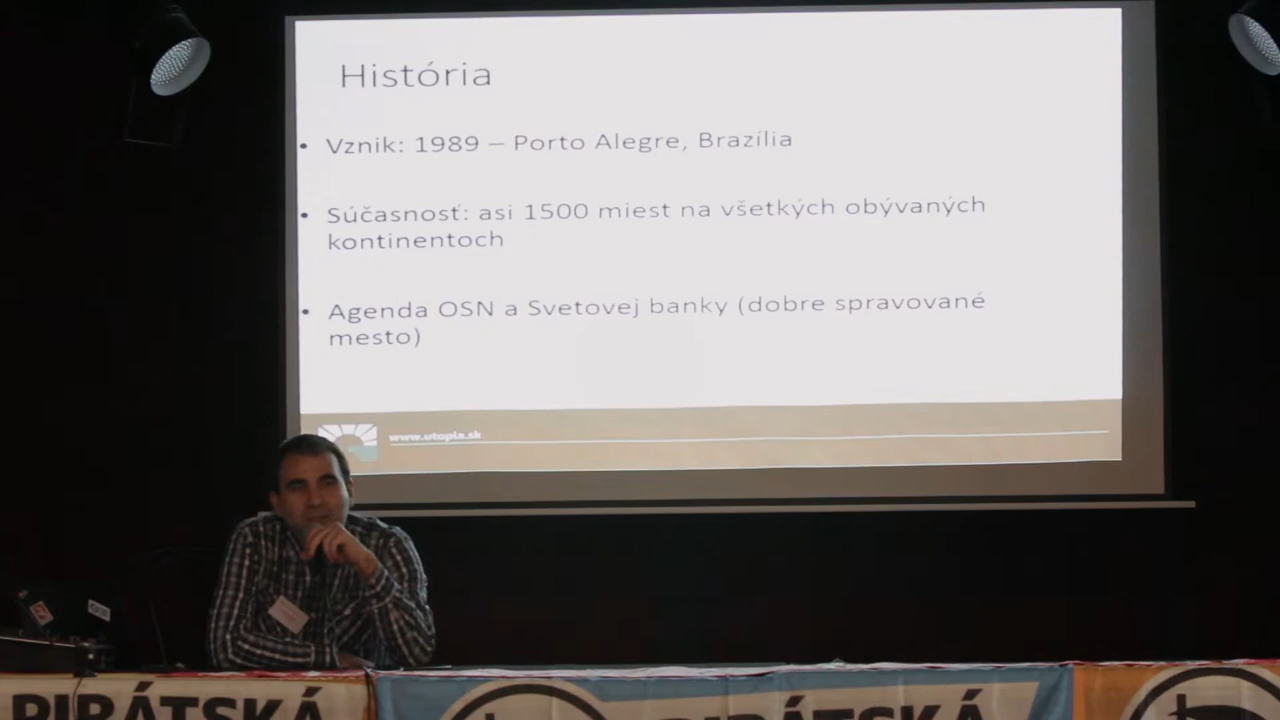 História
• Vznik: 1989 – Porto Alegre, Brazília
• Súčasnosť: asi 1500 miest na všetkých obývaných
kontinentoch
• Agenda OSN a Svetovej banky (dobre spravované
mesto)
www.utopia.sk
PIRÁTSKÁ
PIRÁTSKÁ